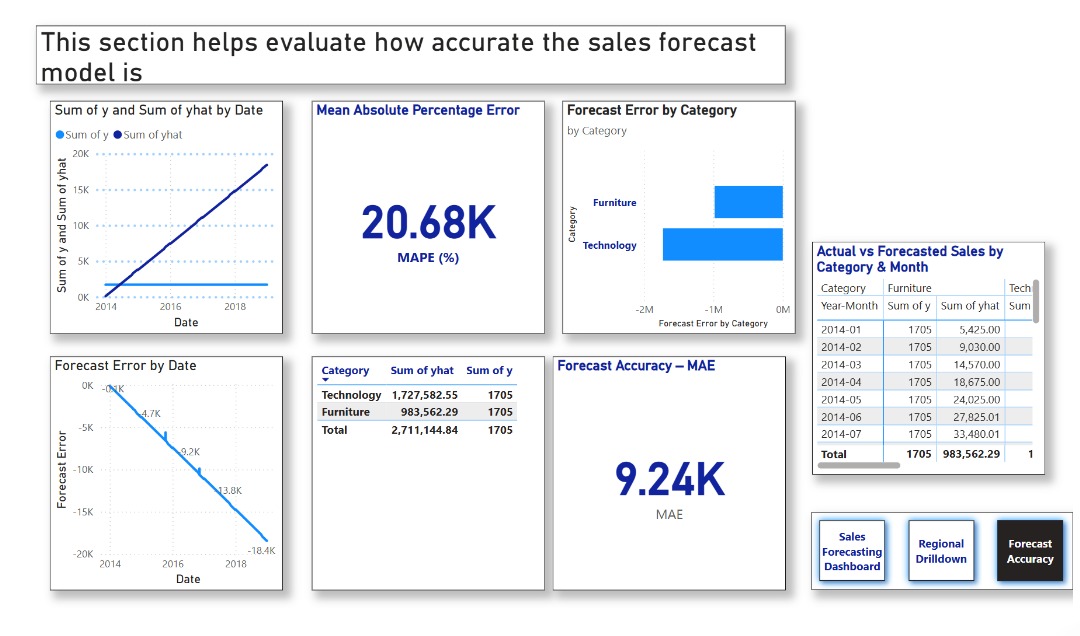 This section helps evaluate how accurate the sales forecast
model is
Sum of y and Sum of yhat by Date
Sum of y Sum of yhat
Sum of y and Sum of yhat
20K
15K
10K
5K
0K
2014 2016 2018
Date
Mean Absolute Percentage Error
20.68K
MAPE (%)
Forecast Error by Category
by Category
Category
Furniture
Technology
-2M -1M 0M
Forecast Error by Category
Actual vs Forecasted Sales by
Category & Month
Category Furniture Tech
Year-Month Sum of y Sum of yhat Sum
2014-01 1705 5,425.00
2014-02 1705 9,030.00
2014-03 1705 14,570.00
2014-04 1705 18,675.00
2014-05 1705 24,025.00
2014-06 1705 27,825.01
2014-07 1705 33,480.01
Total 1705 983,562.29 1
Forecast Error by Date
Forecast Error
0K
-5K
-10K
-15K
-20K
-0.1K
-4.7K
-9.2K
-13.8K
-18.4K
2014 2016 2018
Date
Category Sum of yhat Sum of y
Technology 1,727,582.55 1705
Furniture 983,562.29 1705
Total 2,711,144.84 1705
Forecast Accuracy – MAE
9.24K
MAE
Sales
Forecasting
Dashboard
Regional
Drilldown
Forecast
Accuracy